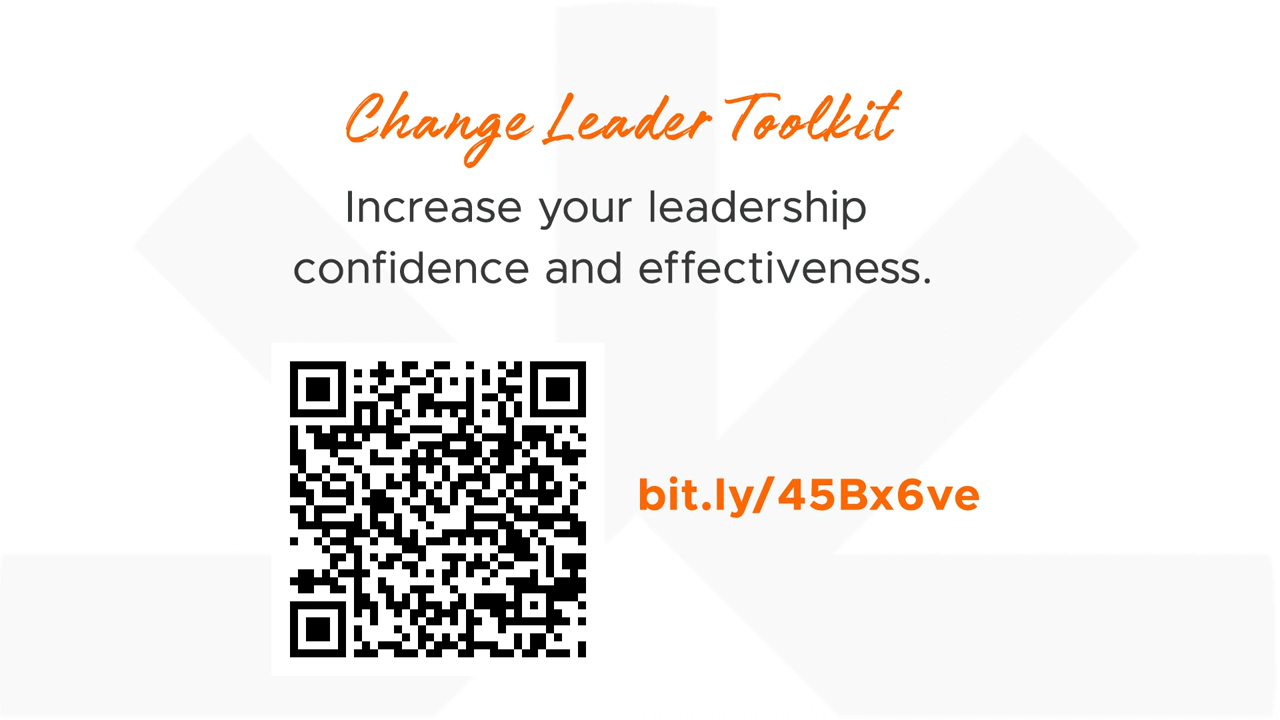 Change Leader Toolkit
Increase your leadership
confidence and effectiveness.
bit.ly/45Bx6ve